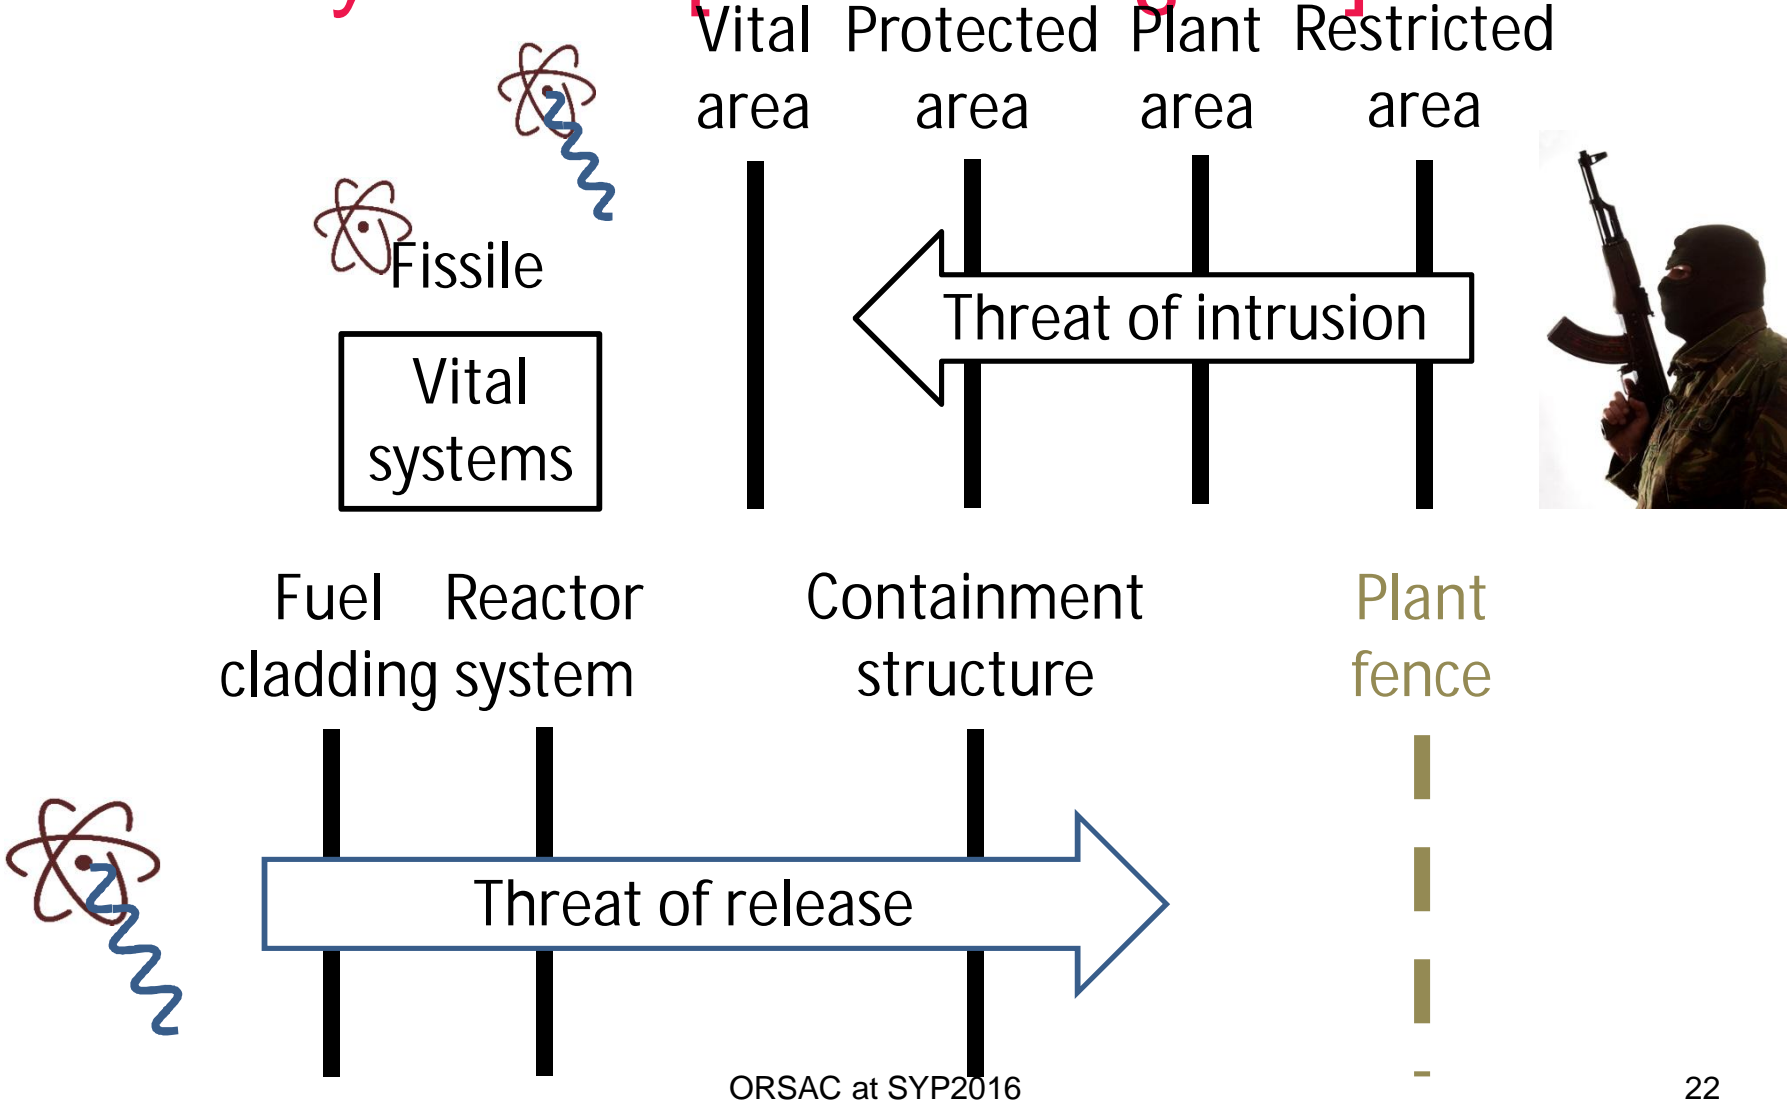 Vital Protected Plant Restricted
area area area area
Fissile
Threat of intrusion
Vital
systems
Fuel Reactor Containment Plant
cladding system structure fence
Threat of release
ORSAC at SYP2016 22